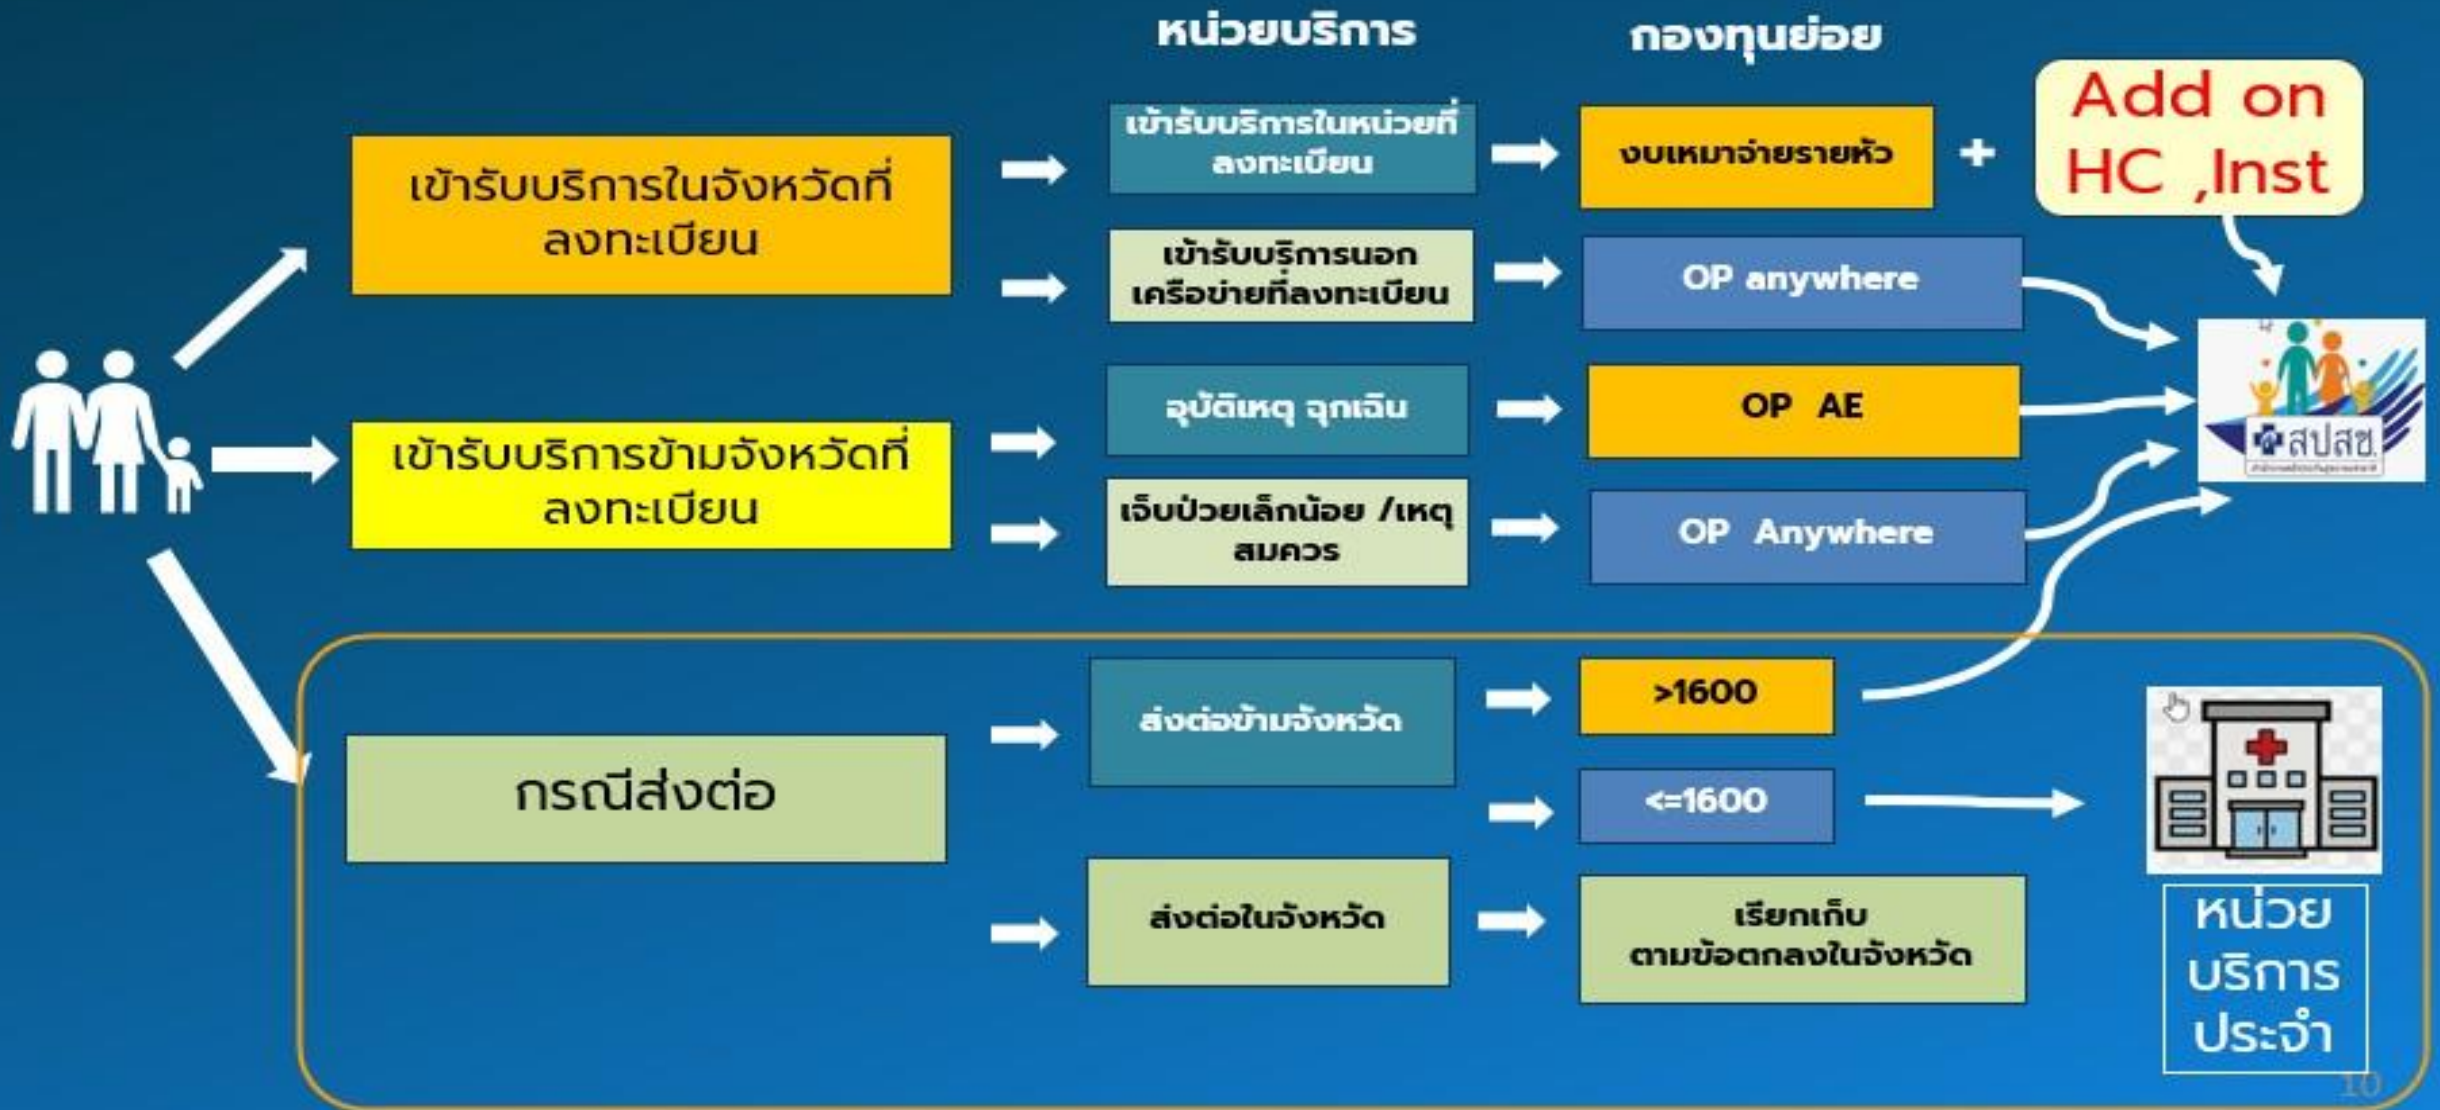 หน่วยบริการ
กองทุนย่อย
เข้ารับบริการในจังหวัดที่
ลงทะเบียน
เข้ารับบริการในหน่วยที่
ลงทะเบียน
งบเหมาจ่ายรายหัว
+
Add on
HC ,Inst
เข้ารับบริการนอก
เครือข่ายที่ลงทะเบียน
OP anywhere
เข้ารับบริการข้ามจังหวัดที่
ลงทะเบียน
อุบัติเหตุ ฉุกเฉิน
OP AE
สปสช.
เจ็บป่วยเล็กน้อย /เหตุ
สมควร
OP Anywhere
กรณีส่งต่อ
ส่งต่อข้ามจังหวัด
>1600
<=1600
ส่งต่อในจังหวัด
เรียกเก็บ
ตามข้อตกลงในจังหวัด
หน่วย
บริการ
ประจำ
10